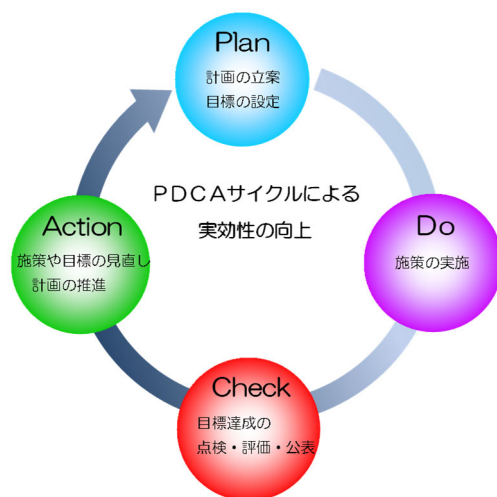 Plan
計画の立案
目標の設定
PDCAサイクルによる
実効性の向上
Do
施策の実施
Check
目標達成の
点検・評価・公表
Action
施策や目標の見直し
計画の推進